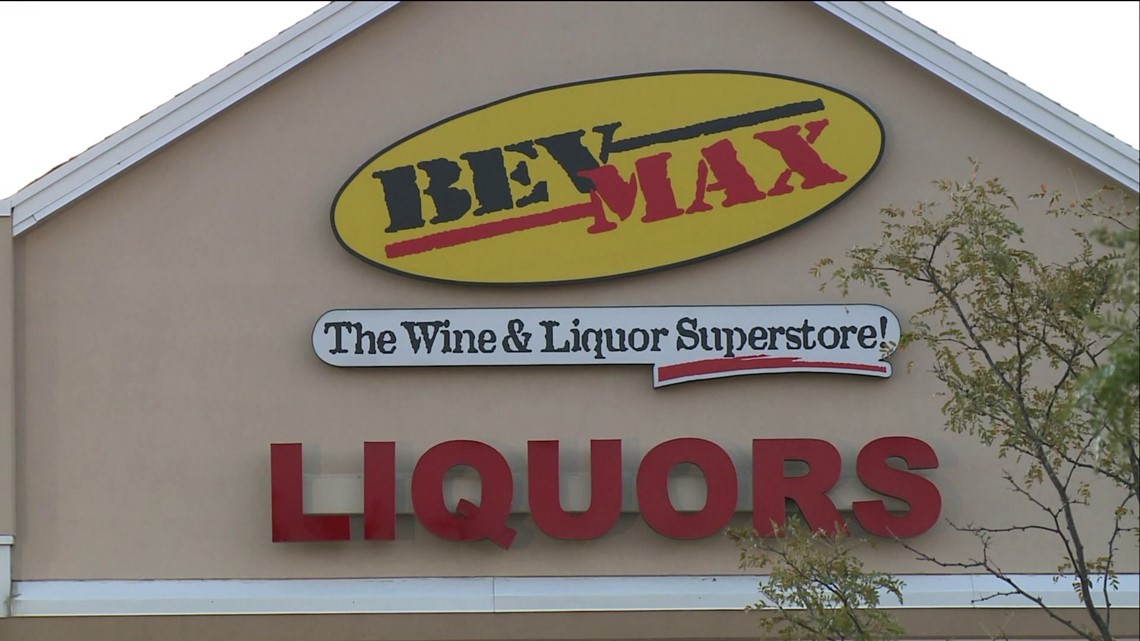 BEVMAX
The Wine & Liquor Superstore!
LIQUORS